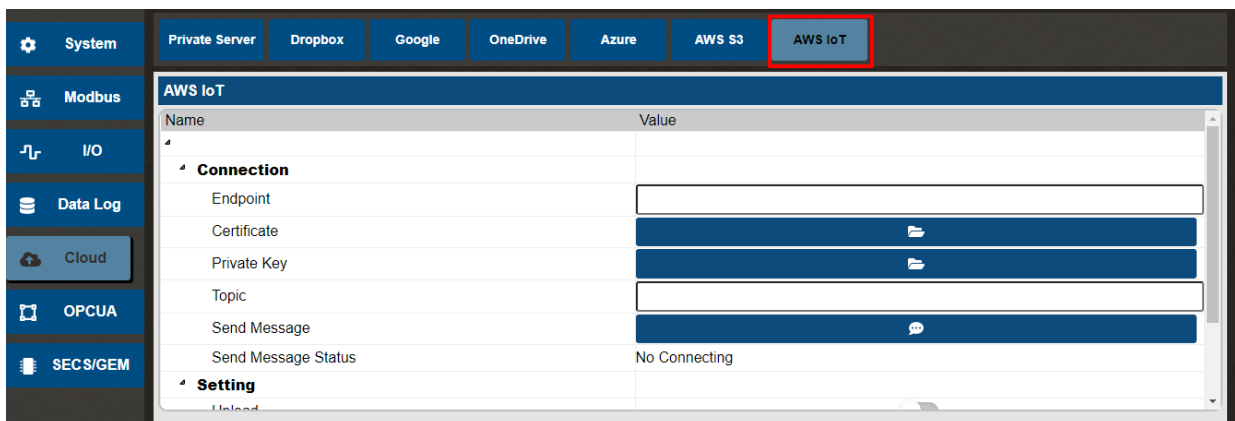 System
Modbus
I/O
Data Log
Cloud
OPCUA
SECS/GEM
Private Server Dropbox Google OneDrive Azure AWS S3 AWS IoT
AWS IoT
Name Value
Connection
Endpoint
Certificate
Private Key
Topic
Send Message
Send Message Status No Connecting
Setting
Upload